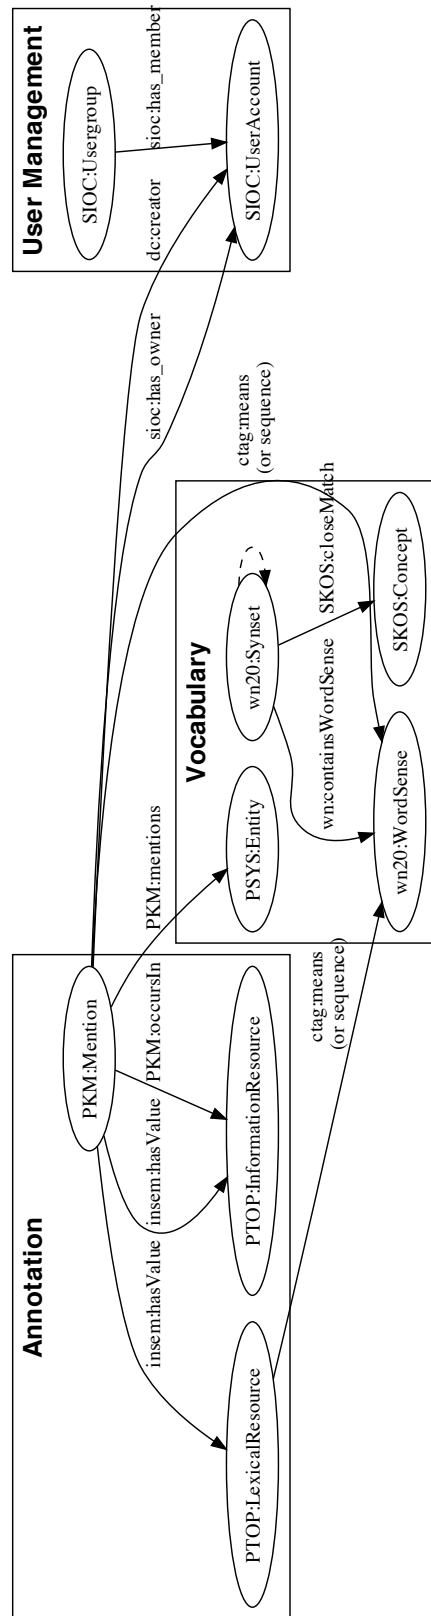 Annotation
PKM:Mention
insem:hasValue
insem:hasValue
PKM:occursIn
PKM:mentions
PTOP:LexicalResource
PTOP:InformationResource
ctag:means
(or sequence)
Vocabulary
PSYS:Entity
wn20:Synset
ctag:means
(or sequence)
wn:containsWordSense
SKOS:closeMatch
wn20:WordSense
SKOS:Concept
User Management
SIOC:Usergroup
sioc:has_owner
dc:creator
sioc:has_member
SIOC:UserAccount